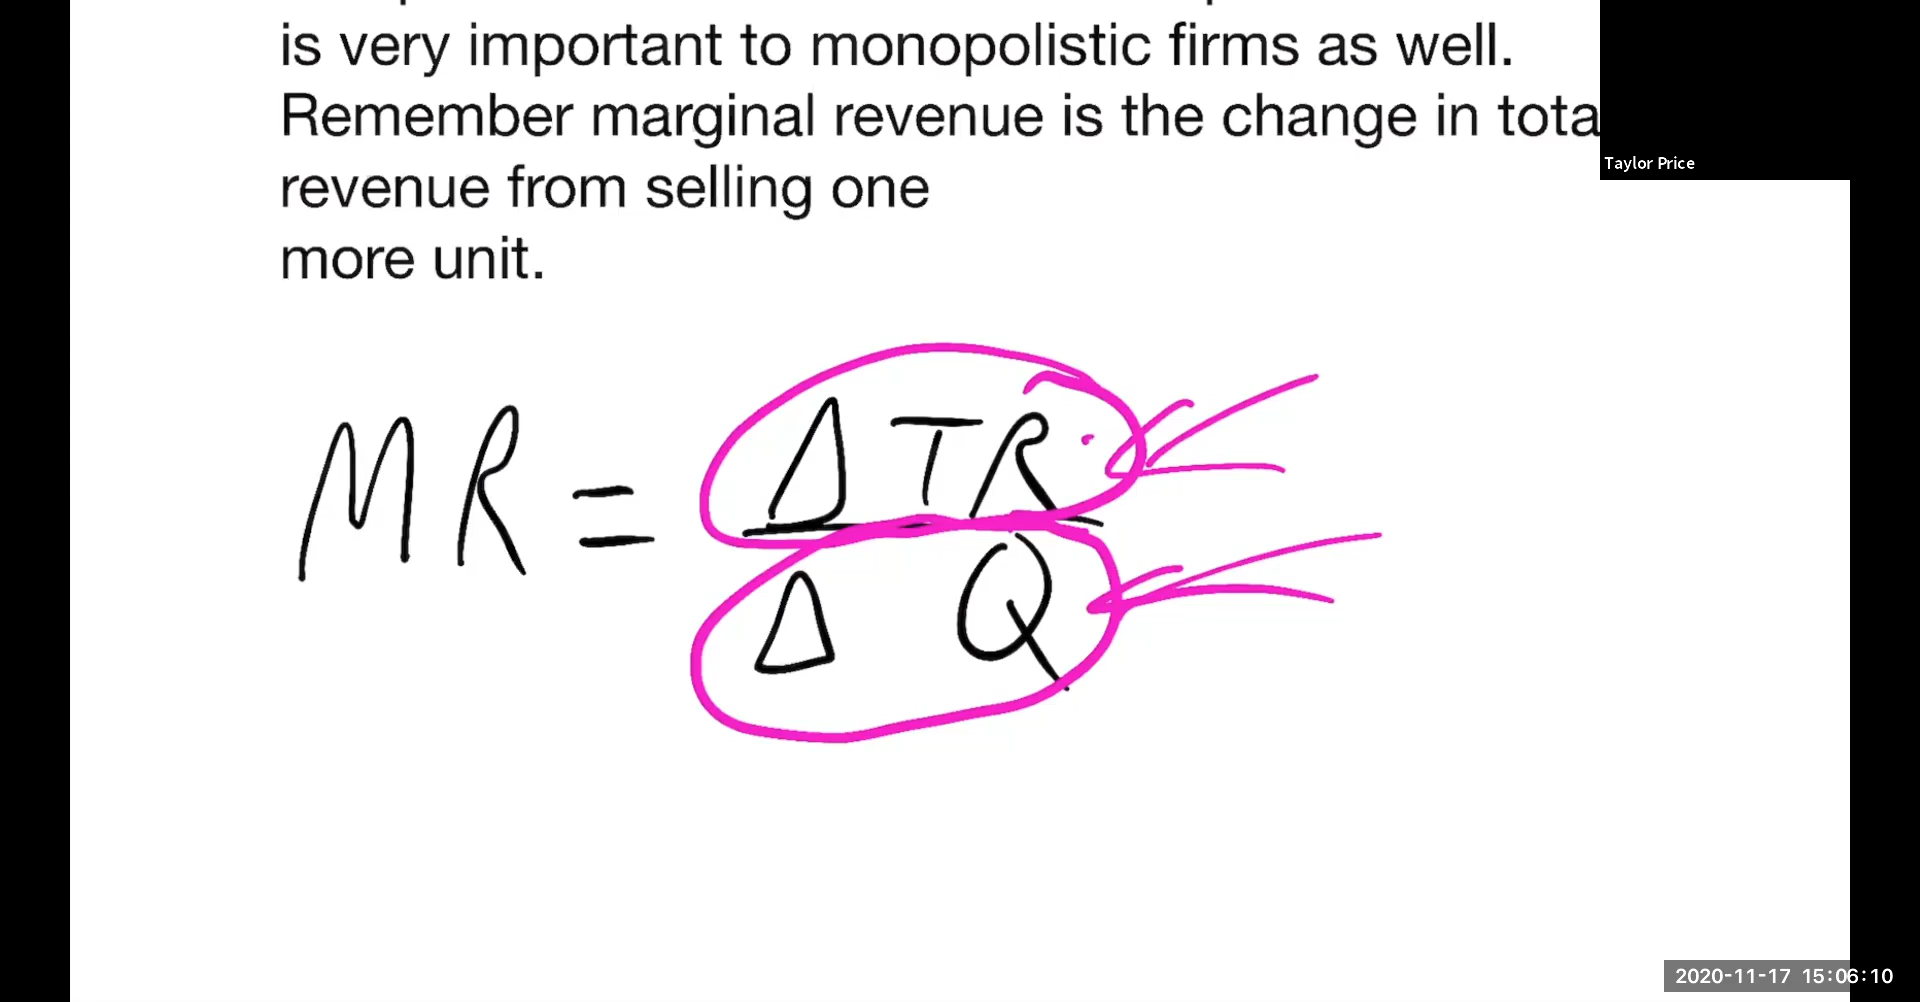 is very important to monopolistic firms as well.
Remember marginal revenue is the change in tota
Taylor Price
revenue from selling one
more unit.
MR = ΔTR
Δ Q
2020-11-17 15:06:10